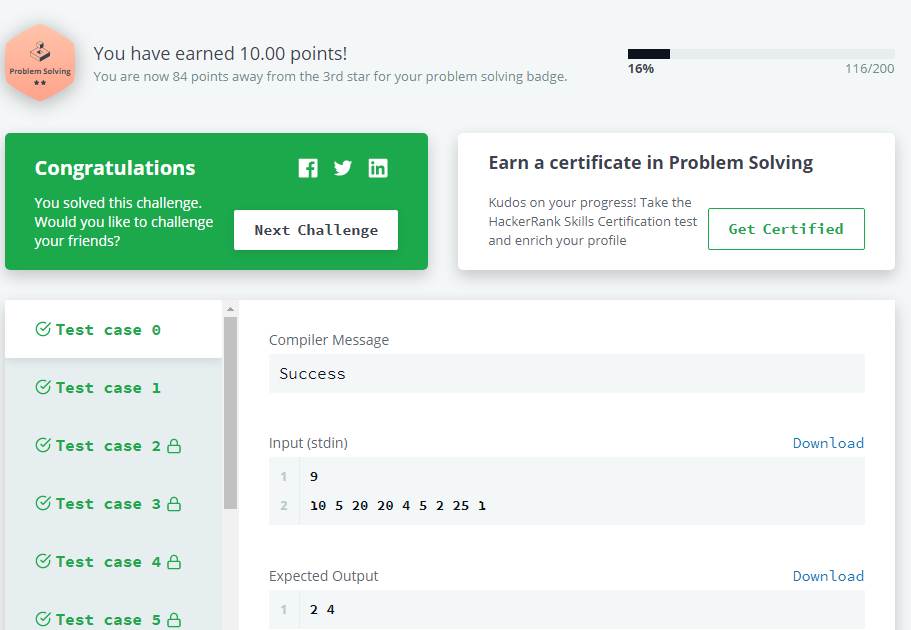 Problem Solving
You have earned 10.00 points!
You are now 84 points away from the 3rd star for your problem solving badge.
16%
116/200
Congratulations
You solved this challenge.
Would you like to challenge
your friends?
Next Challenge
Earn a certificate in Problem Solving
Kudos on your progress! Take the
HackerRank Skills Certification test
and enrich your profile
Get Certified
Test case 0
Test case 1
Test case 2
Test case 3
Test case 4
Test case 5
Compiler Message
Success
Input (stdin)
Download
1 9
2 10 5 20 20 4 5 2 25 1
Expected Output
Download
1 2 4